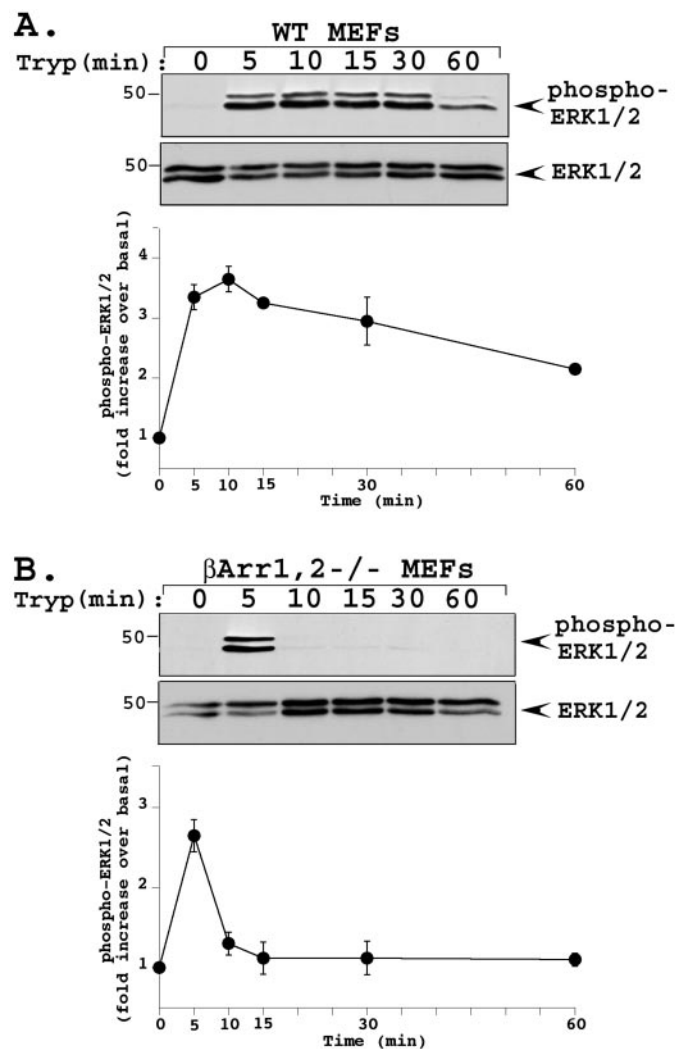 A.
WT MEFs
Tryp(min): 0 5 10 15 30 60
50
phospho-
ERK1/2
50
ERK1/2
phospho-ERK1/2
(fold increase over basal)
4
3
2
1
0 5 10 15 30 60
Time (min)
B.
βArr1,2-/- MEFs
Tryp(min): 0 5 10 15 30 60
50
phospho-
ERK1/2
50
ERK1/2
phospho-ERK1/2
(fold increase over basal)
3
2
1
0 5 10 15 30 60
Time (min)